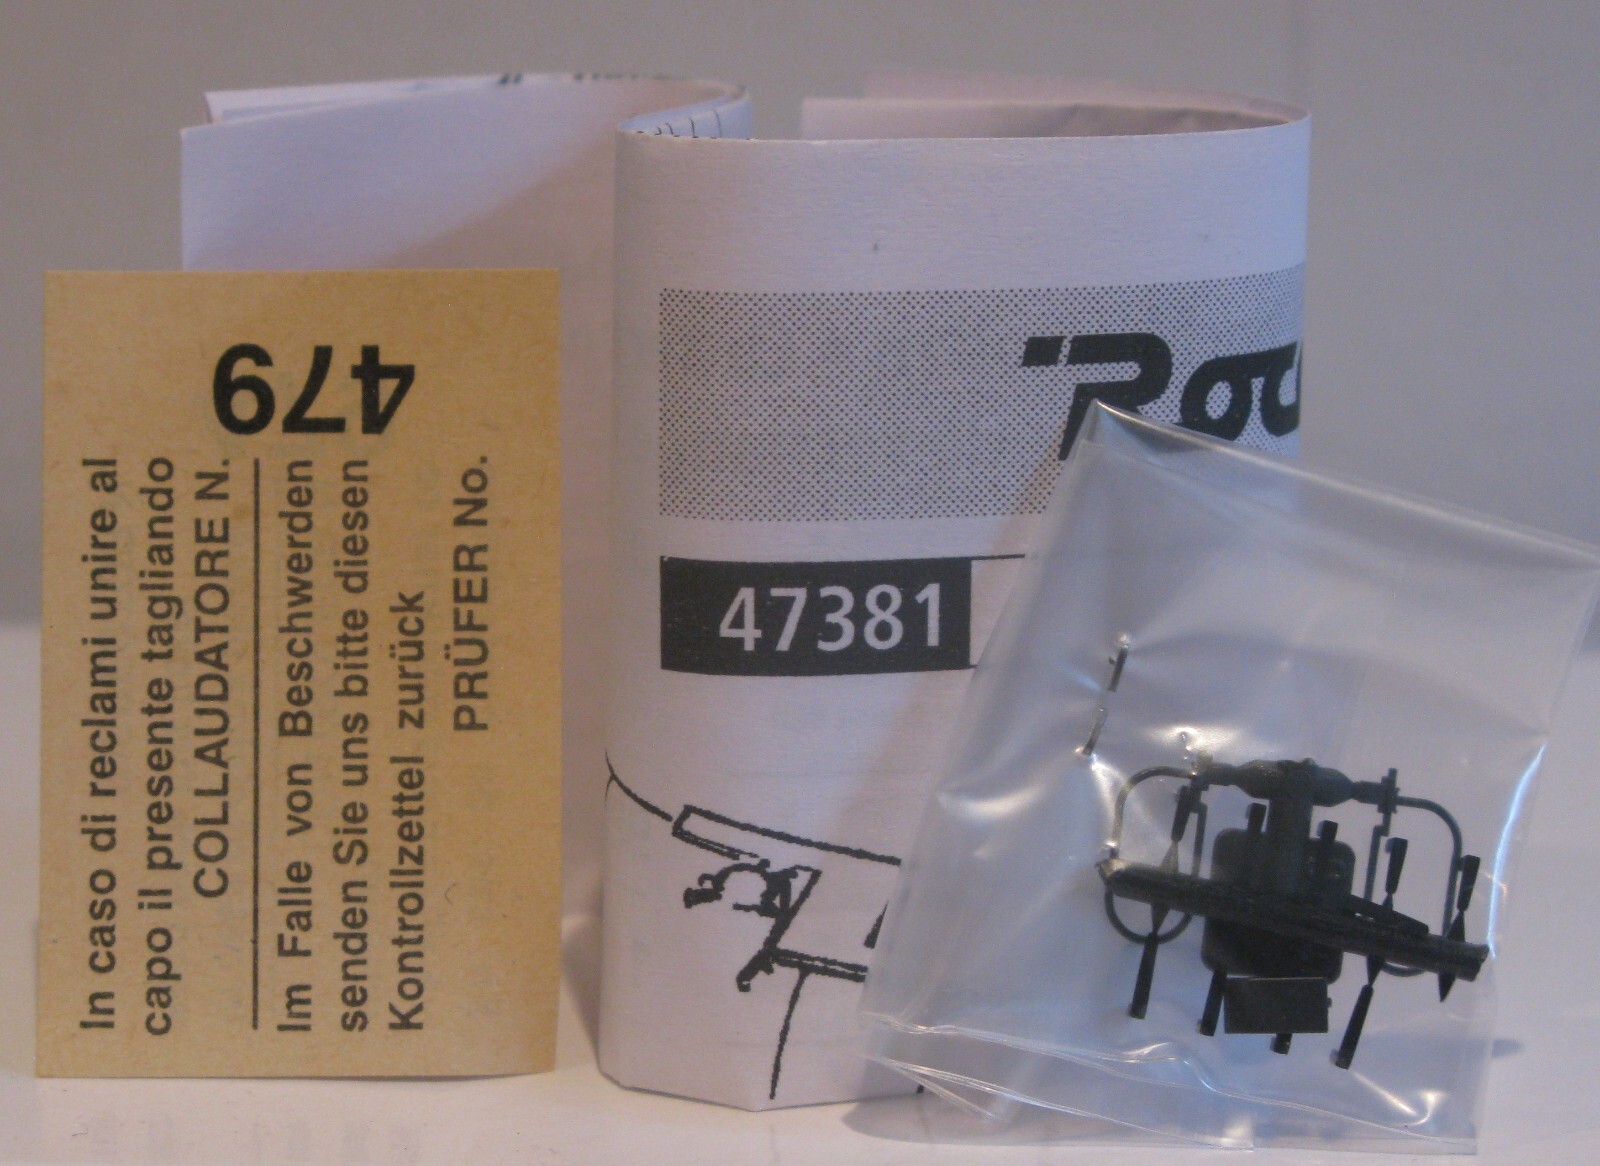 In caso di reclami unire al
capo il presente tagliando
COLLAUDATORE N.
Im Falle von Beschwerden
senden Sie uns bitte diesen
Kontrollzettel zurück
PRÜFER No.
479
Roc
47381